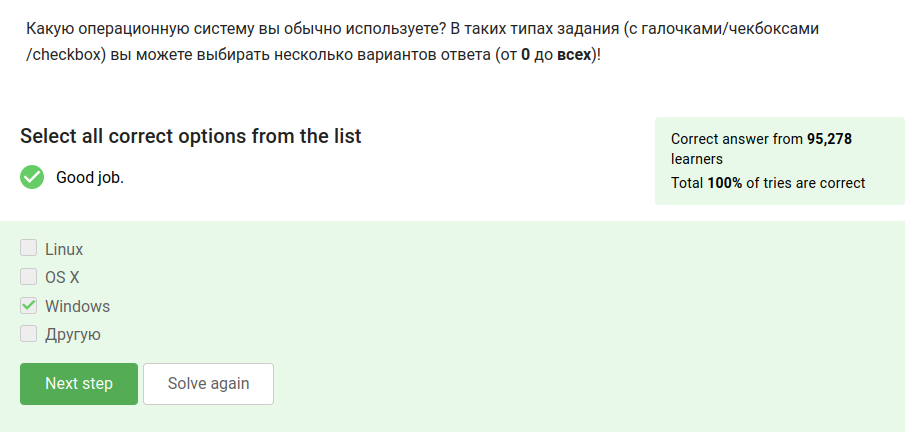 Какую операционную систему вы обычно используете? В таких типах задания (с галочками/чекбоксами
/checkbox) вы можете выбирать несколько вариантов ответа (от 0 до всех)!
Select all correct options from the list
Good job.
Correct answer from 95,278
learners
Total 100% of tries are correct
Linux
OS X
Windows
Другую
Next step
Solve again